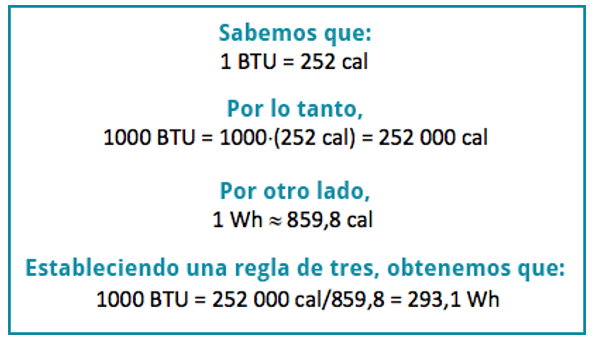 Sabemos que:
1 BTU = 252 cal
Por lo tanto,
1000 BTU = 1000·(252 cal) = 252 000 cal
Por otro lado,
1 Wh ≈ 859,8 cal
Estableciendo una regla de tres, obtenemos que:
1000 BTU = 252 000 cal/859,8 = 293,1 Wh